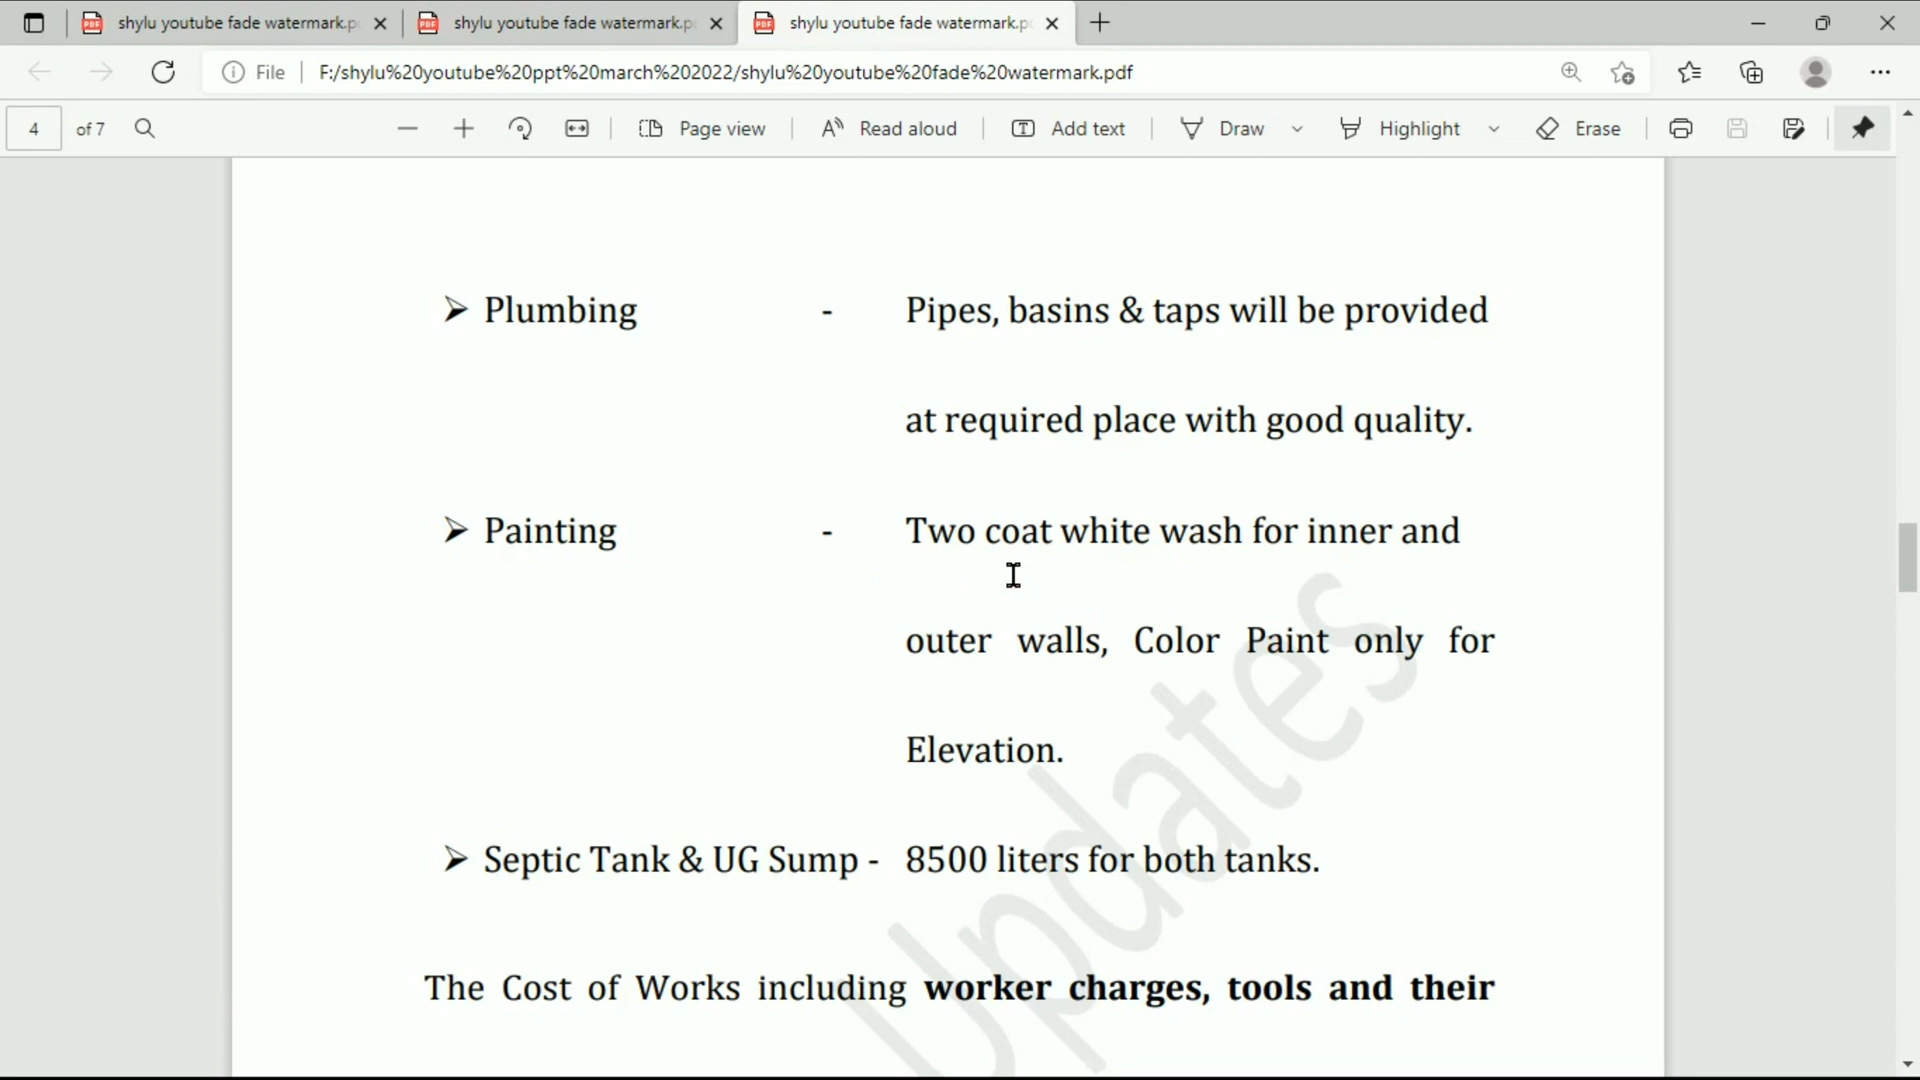 shylu youtube fade watermark.p
shylu youtube fade watermark.p
shylu youtube fade watermark.p
File
F:/shylu%20youtube%20ppt%20march%202022/shylu%20youtube%20fade%20watermark.pdf
4 of 7
Page view
Read aloud
Add text
Draw
Highlight
Erase
➢ Plumbing - Pipes, basins & taps will be provided
at required place with good quality.
➢ Painting - Two coat white wash for inner and
outer walls, Color Paint only for
Elevation.
➢ Septic Tank & UG Sump - 8500 liters for both tanks.
The Cost of Works including worker charges, tools and their
Updates